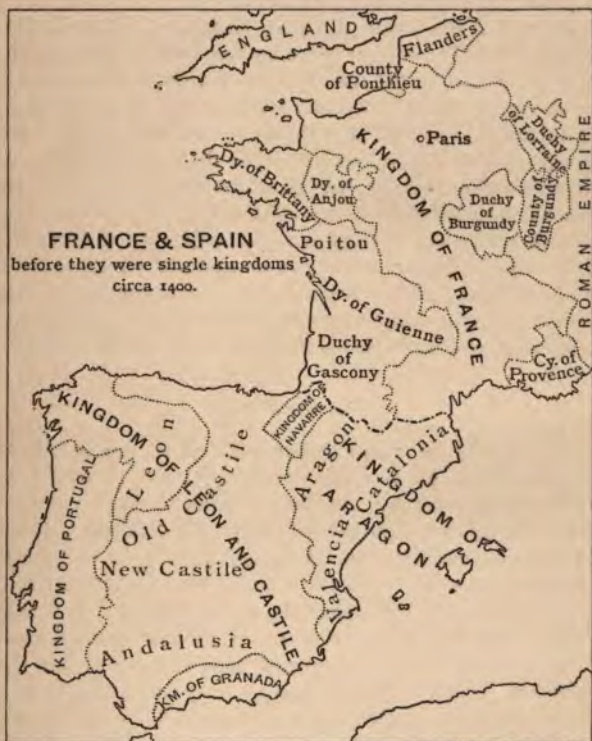 ENGLAND
Flanders
County
of Ponthieu
Paris
Duchy
of Lorraine
ROMAN EMPIRE
KINGDOM OF FRANCE
Dy. of Brittany
Dy. of
Anjou
Duchy
of
Burgundy
County of
Burgundy
FRANCE & SPAIN
before they were single kingdoms
circa 1400.
Poitou
Dy. of Guienne
Duchy
of
Gascony
Cy. of
Provence
KINGDOM OF
NAVARRE
KINGDOM OF LEON AND CASTILE
Leon
Old Castile
Aragon
Catalonia
KINGDOM OF
ARAGON
KINGDOM OF PORTUGAL
New Castile
Valencia
Andalusia
KM. OF GRANADA